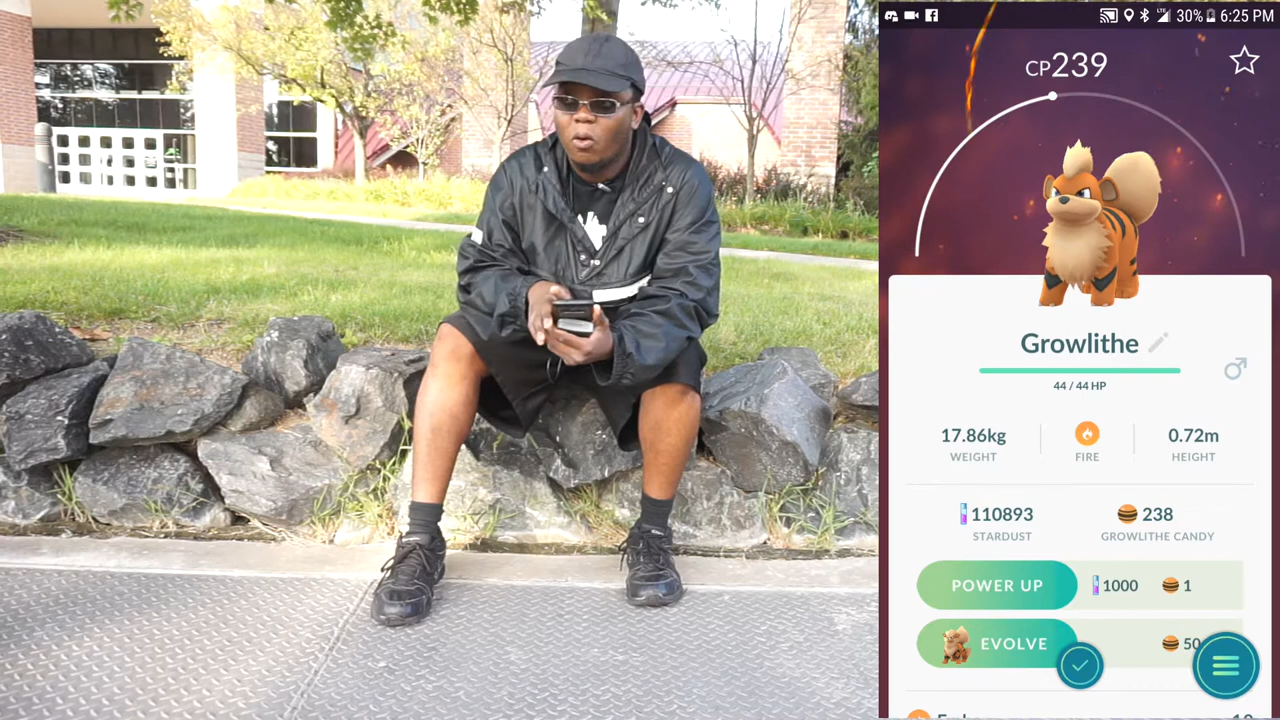 LTE 30% 6:25 PM
CP239
Growlithe
44 / 44 HP
17.86kg
WEIGHT
FIRE
0.72m
HEIGHT
110893
STARDUST
238
GROWLITHE CANDY
POWER UP 1000 1
EVOLVE 50